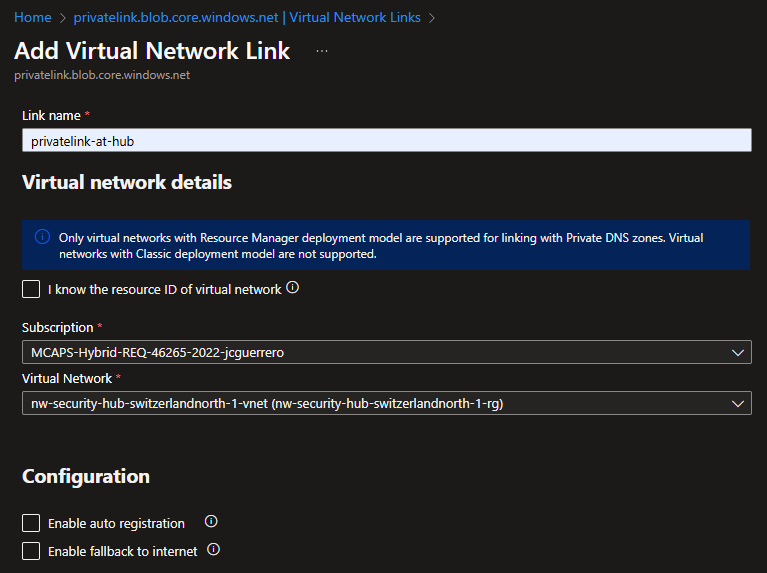 Home > privatelink.blob.core.windows.net | Virtual Network Links >
Add Virtual Network Link ...
privatelink.blob.core.windows.net
Link name *
privatelink-at-hub
Virtual network details
Only virtual networks with Resource Manager deployment model are supported for linking with Private DNS zones. Virtual
networks with Classic deployment model are not supported.
I know the resource ID of virtual network
Subscription *
MCAPS-Hybrid-REQ-46265-2022-jcguerrero
Virtual Network *
nw-security-hub-switzerlandnorth-1-vnet (nw-security-hub-switzerlandnorth-1-rg)
Configuration
Enable auto registration
Enable fallback to internet